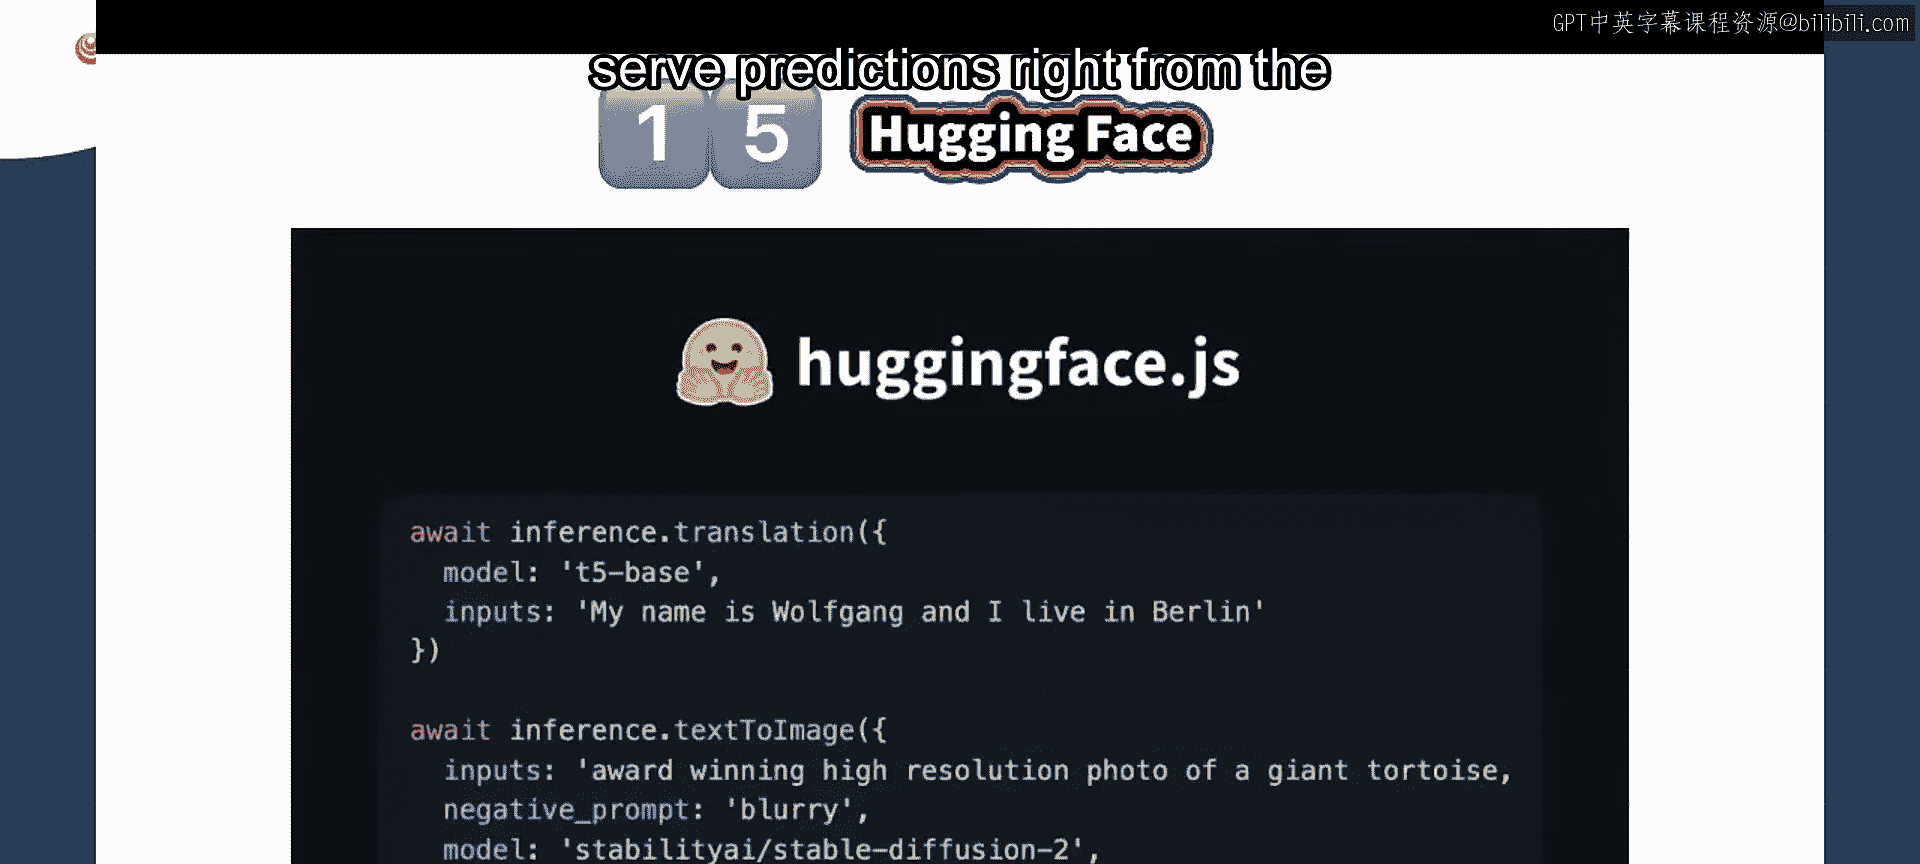 GPT中英字幕课程资源@bilibili.com
serve predictions right from the
15 Hugging Face
huggingface.js
await inference.translation({
model: 't5-base',
inputs: 'My name is Wolfgang and I live in Berlin'
})
await inference.textToImage({
inputs: 'award winning high resolution photo of a giant tortoise,
negative_prompt: 'blurry',
model: 'stabilityai/stable-diffusion-2',